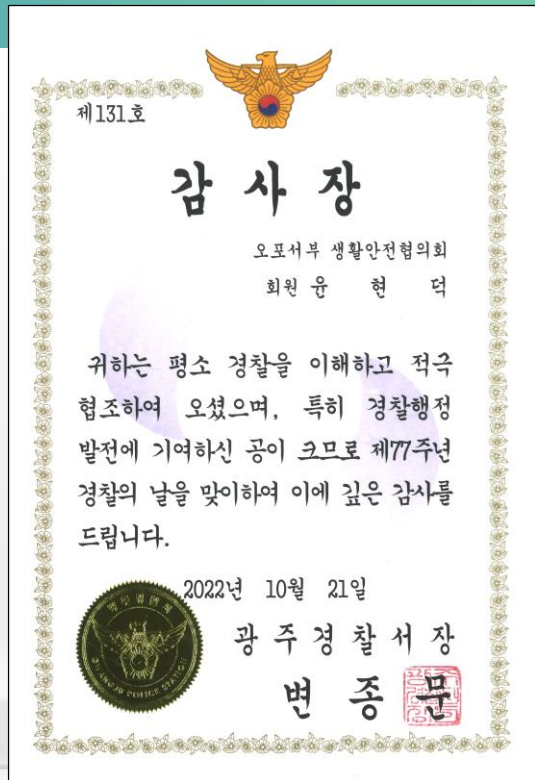 제131호
감 사 장
오포서부 생활안전협의회
회원 윤 현 덕
귀하는 평소 경찰을 이해하고 적극
협조하여 오셨으며, 특히 경찰행정
발전에 기여하신 공이 크므로 제77주년
경찰의 날을 맞이하여 이에 깊은 감사를
드립니다.
2022년 10월 21일
광 주 경 찰 서 장
변 종 문